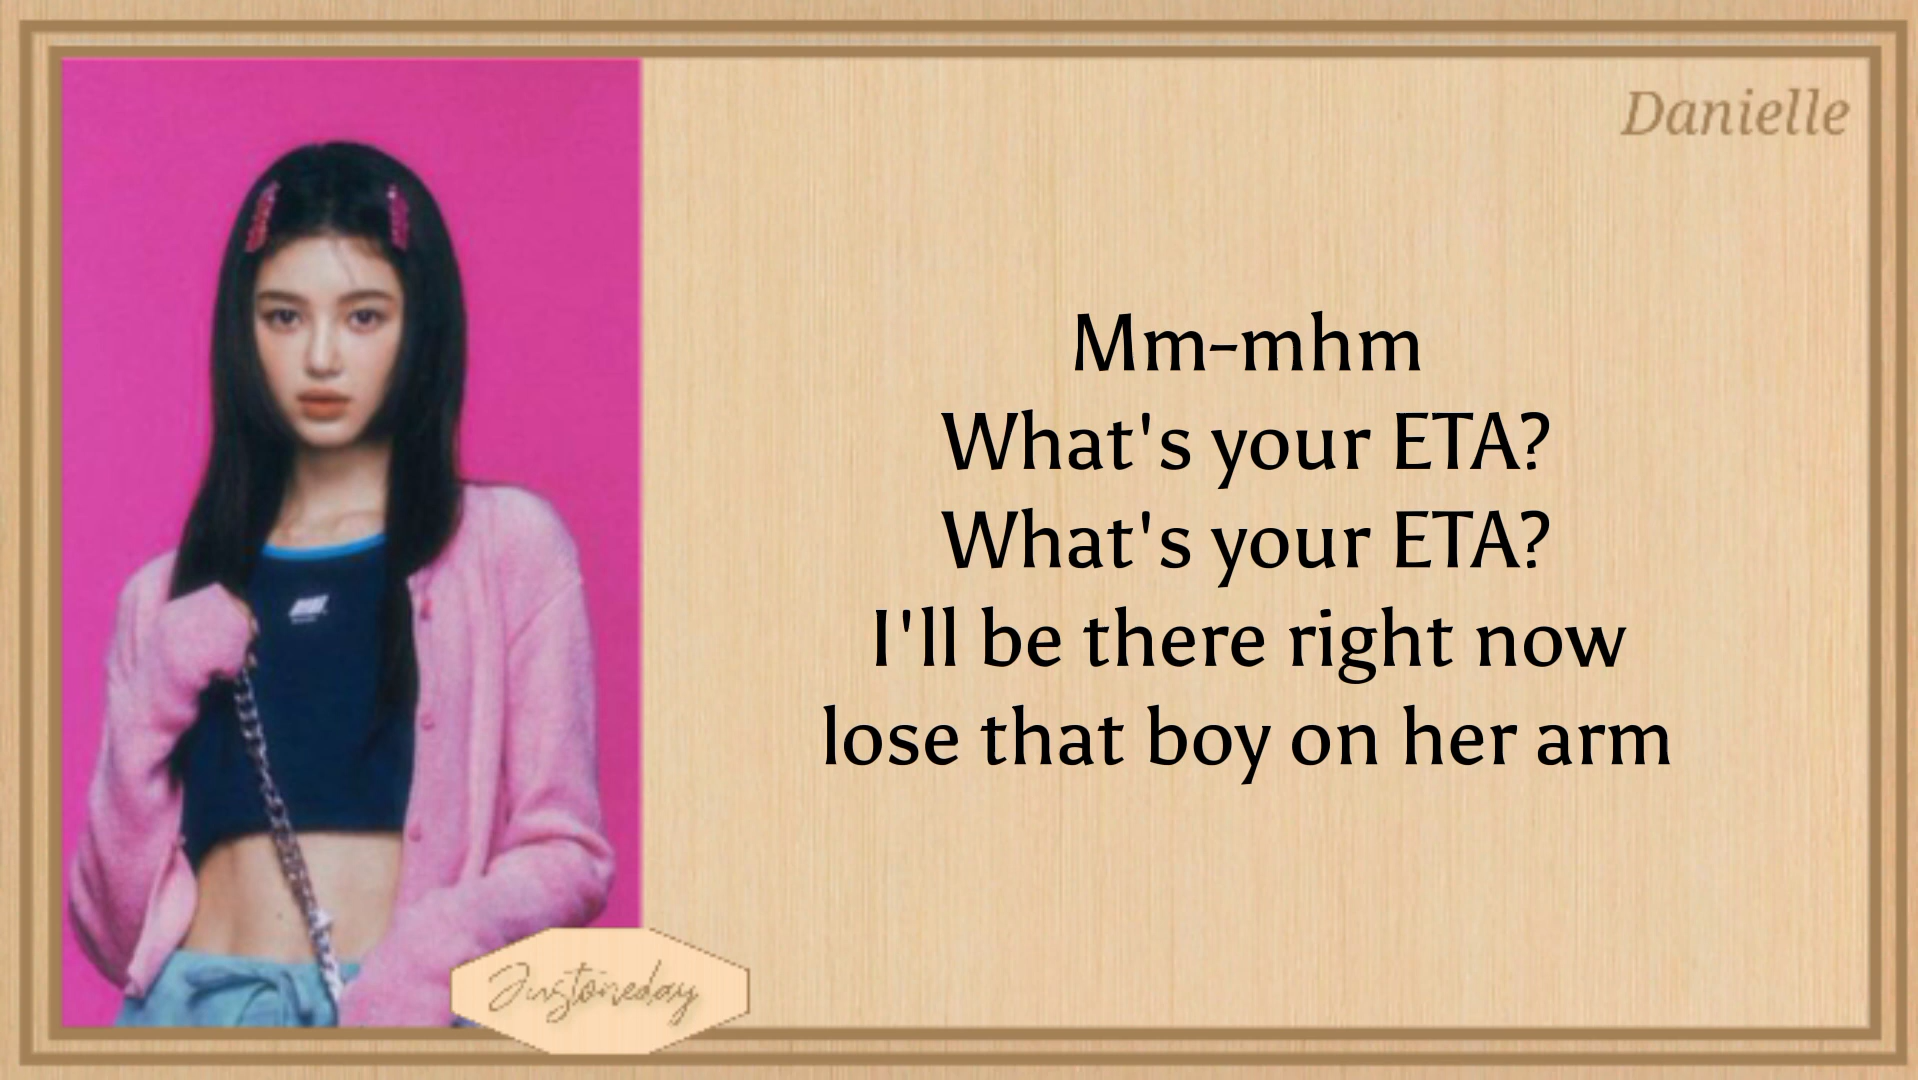 Danielle
Mm-mhm
What's your ETA?
What's your ETA?
I'll be there right now
lose that boy on her arm
Justoneday